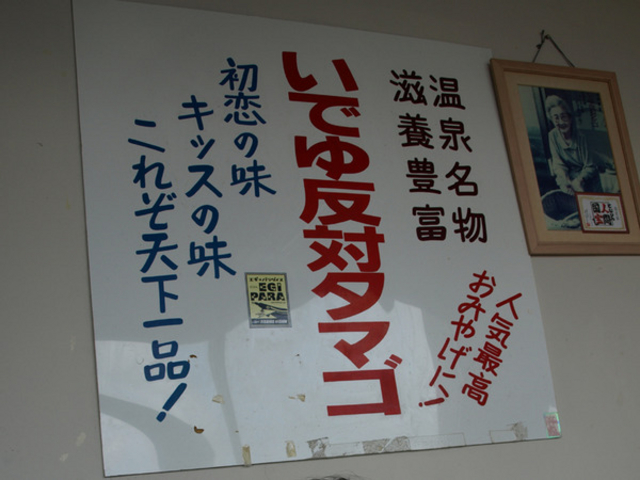 温泉名物
滋養豊富
人気最高
おみやげに!
いでゆ反対タマゴ
初恋の味
キッスの味
これぞ天下一品!
EGI
PARA